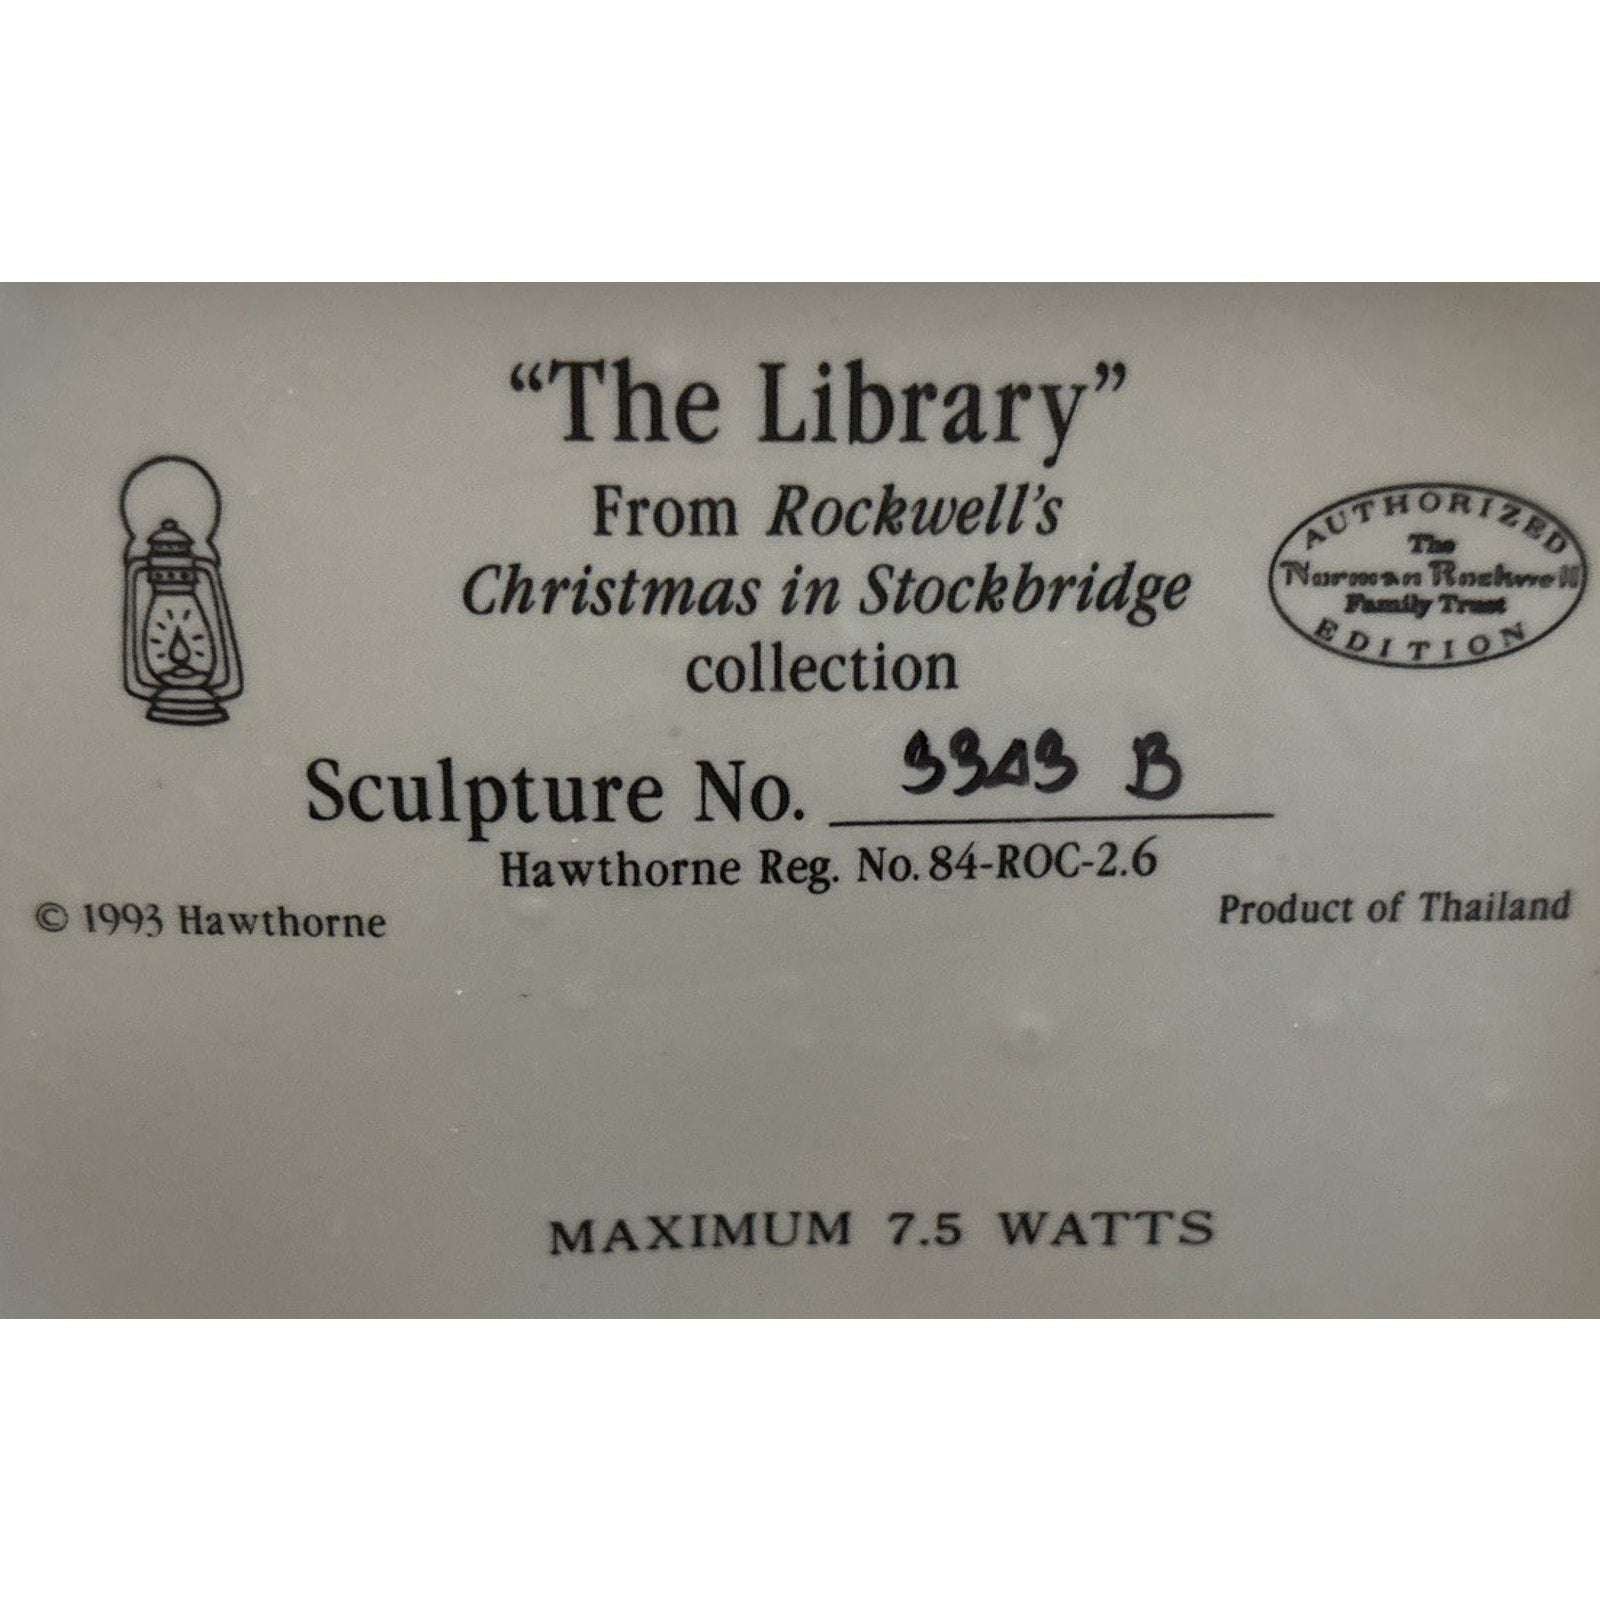 “The Library”
From Rockwell's
Christmas in Stockbridge
collection
AUTHORIZED
The
Norman Rockwell
Family Trust
EDITION
Sculpture No. B
Hawthorne Reg. No. 84-ROC-2.6
© 1993 Hawthorne
Product of Thailand
MAXIMUM 7.5 WATTS